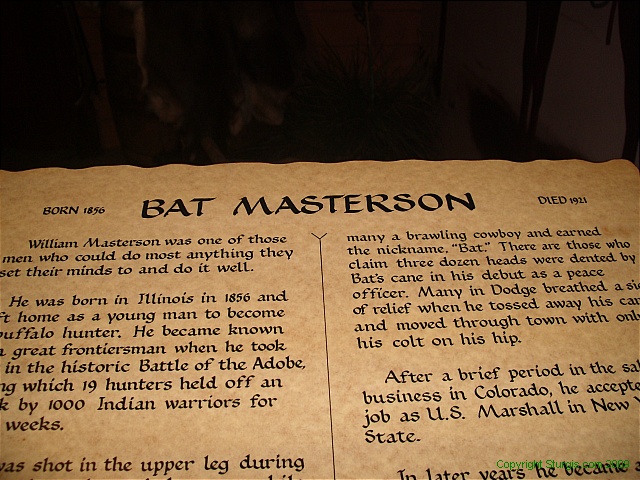 BORN 1856 BAT MASTERSON DIED 1921
William Masterson was one of those
men who could do most anything they
set their minds to and do it well.
He was born in Illinois in 1856 and
ft home as a young man to become
buffalo hunter. He became known
great frontiersman when he took
in the historic Battle of the Adobe,
ng which 19 hunters held off an
k by 1000 Indian warriors for
weeks.
was shot in the upper leg during
many a brawling cowboy and earned
the nickname, "Bat." There are those who
claim three dozen heads were dented by
Bat's cane in his debut as a peace
officer. Many in Dodge breathed a si
of relief when he tossed away his ca
and moved through town with onl
his colt on his hip.
After a brief period in the sal
business in Colorado, he accepte
job as U.S. Marshall in New Y
State.
In later years he became a
Copyright Sturgis.com